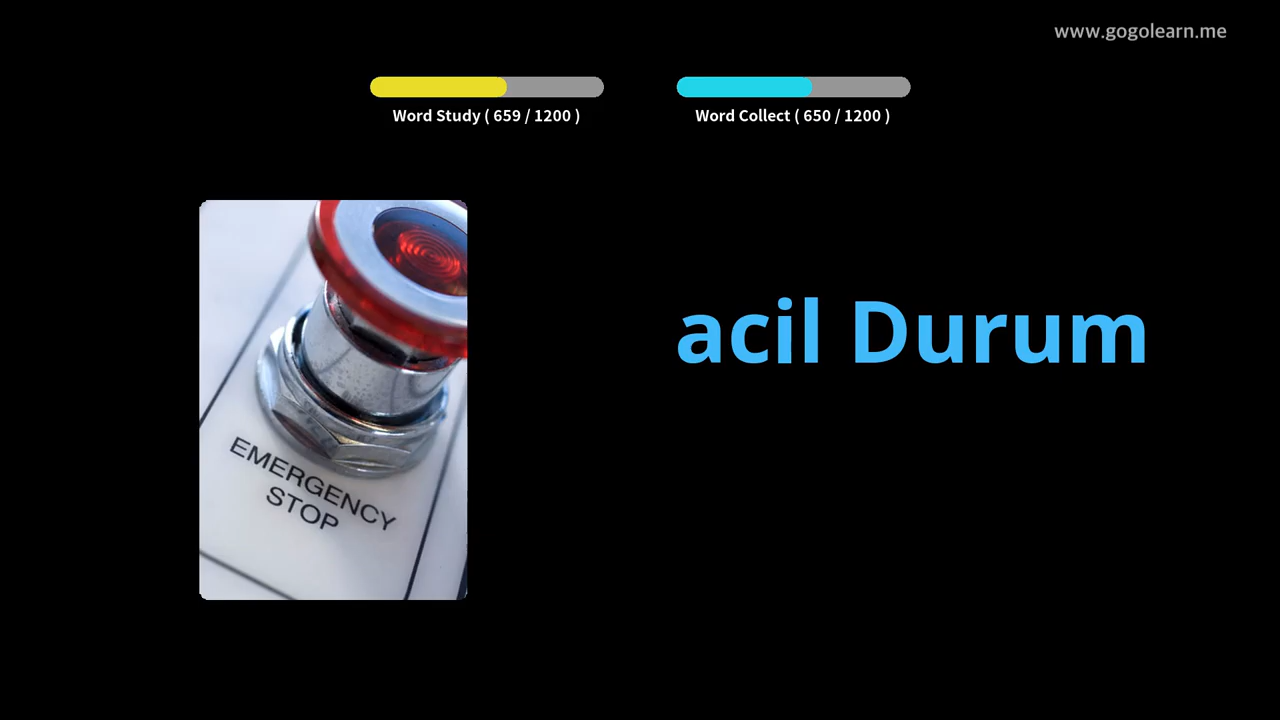 www.gogolearn.me
Word Study ( 659 / 1200 )
Word Collect ( 650 / 1200 )
acil Durum
EMERGENCY
STOP